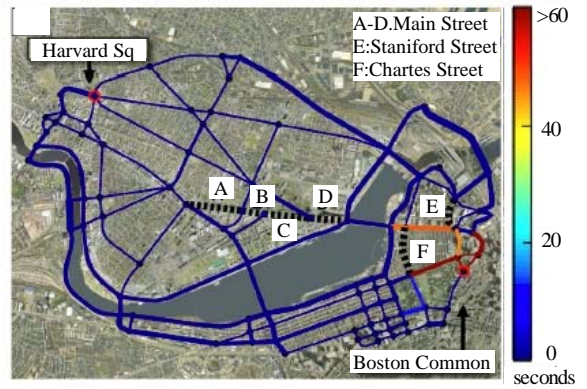 A-D.Main Street
E:Staniford Street
F:Chartes Street
Harvard Sq
A
B
D
C
E
F
Boston Common
>60
40
20
0
seconds